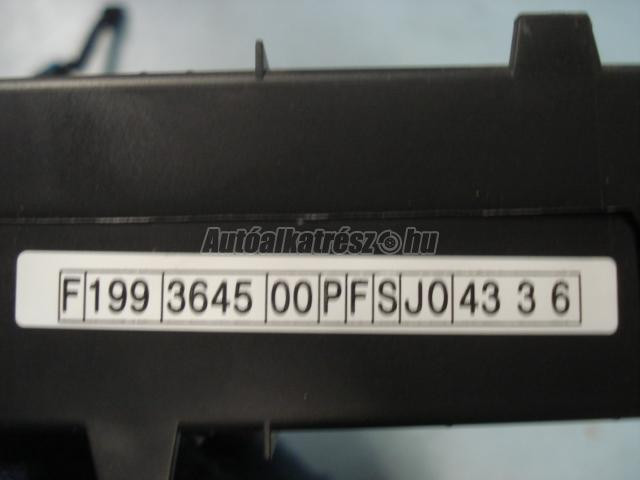 Autóalkatrész.hu
F 199 3645 00 P F S J0 43 3 6